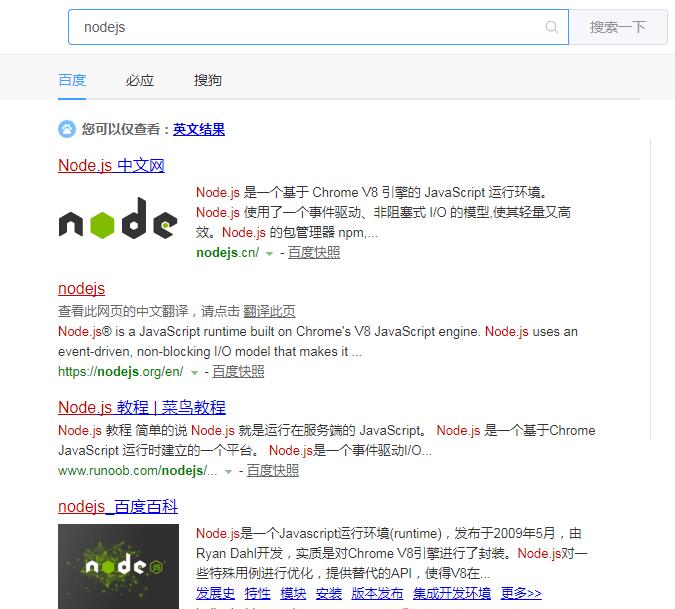 nodejs
搜索一下
百度 必应 搜狗
您可以仅查看：英文结果
Node.js 中文网
node
Node.js 是一个基于 Chrome V8 引擎的 JavaScript 运行环境。
Node.js 使用了一个事件驱动、非阻塞式 I/O 的模型,使其轻量又高
效。Node.js 的包管理器 npm,...
nodejs.cn/ - 百度快照
nodejs
查看此网页的中文翻译，请点击 翻译此页
Node.js® is a JavaScript runtime built on Chrome's V8 JavaScript engine. Node.js uses an
event-driven, non-blocking I/O model that makes it ...
https://nodejs.org/en/ - 百度快照
Node.js 教程 | 菜鸟教程
Node.js 教程 简单的说 Node.js 就是运行在服务端的 JavaScript。 Node.js 是一个基于Chrome
JavaScript 运行时建立的一个平台。 Node.js是一个事件驱动I/O...
www.runoob.com/nodejs/... - 百度快照
nodejs_百度百科
node JS
Node.js是一个Javascript运行环境(runtime)，发布于2009年5月，由
Ryan Dahl开发，实质是对Chrome V8引擎进行了封装。Node.js对一
些特殊用例进行优化，提供替代的API，使得V8在...
发展史 特性 模块 安装 版本发布 集成开发环境 更多>>